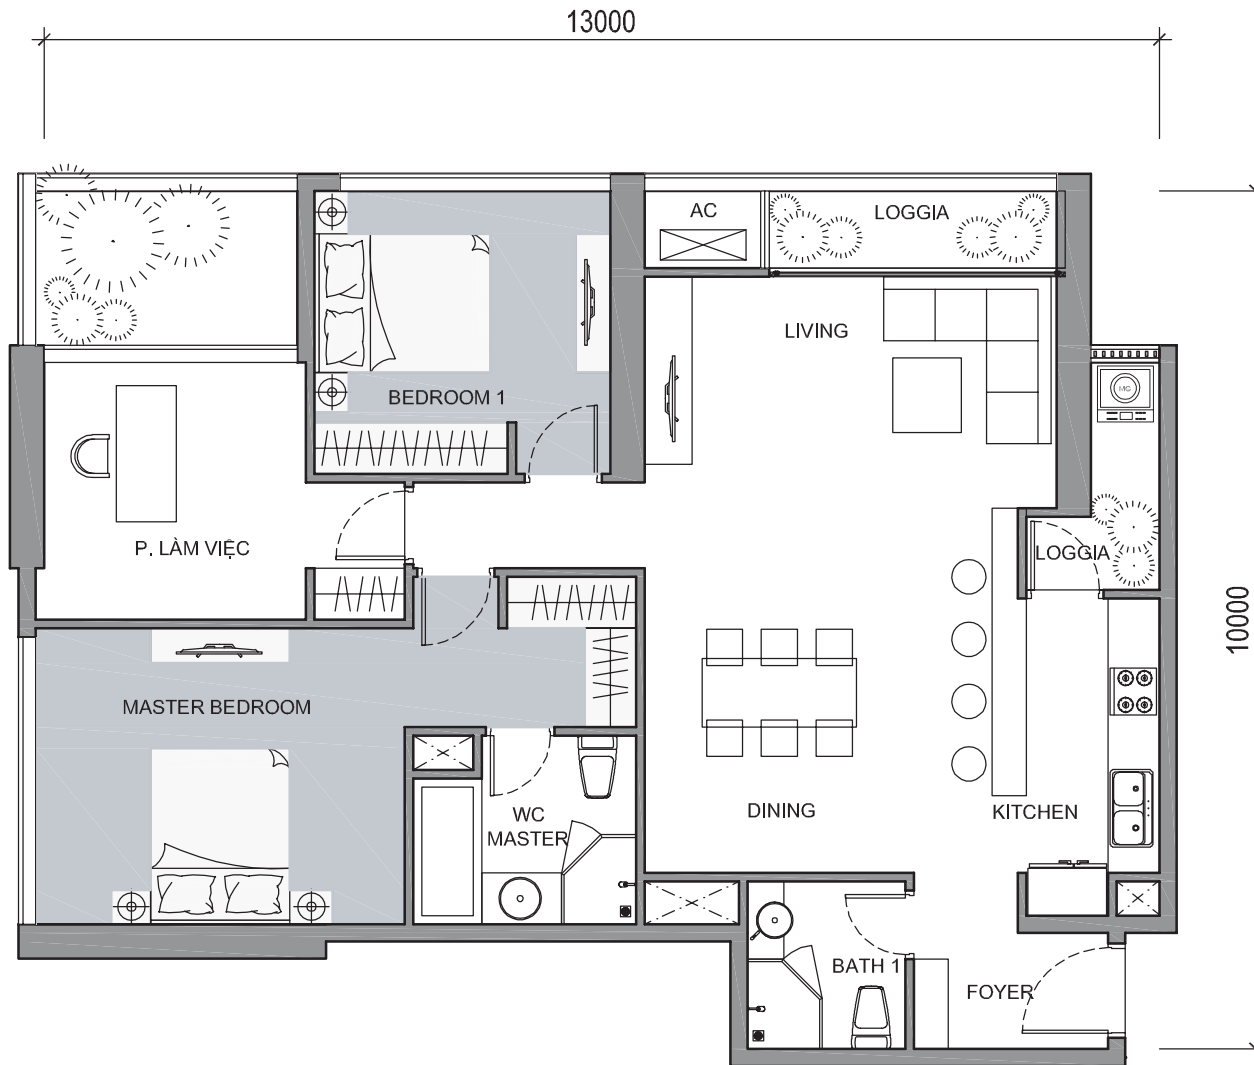 13000
AC
LOGGIA
LIVING
MG
BEDROOM 1
P. LÀM VIỆC
LOGGIA
10000
MASTER BEDROOM
WC
MASTER
DINING
KITCHEN
BATH 1
FOYER